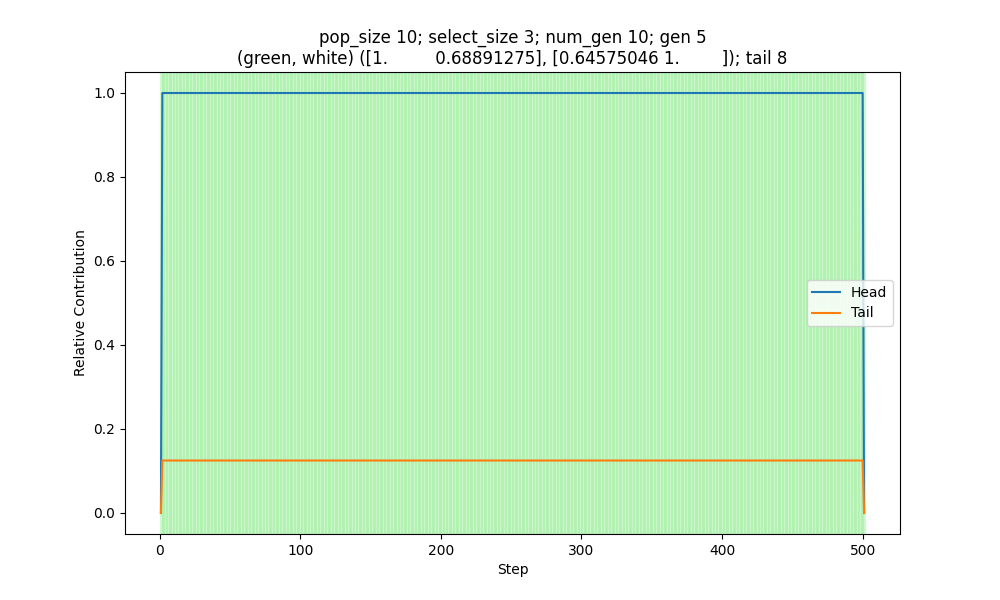 pop_size 10; select_size 3; num_gen 10; gen 5
(green, white) ([1.         0.68891275], [0.64575046 1.        ]); tail 8
1.0
0.8
0.6
0.4
0.2
0.0
Relative Contribution
Head
Tail
0
100
200
300
400
500
Step